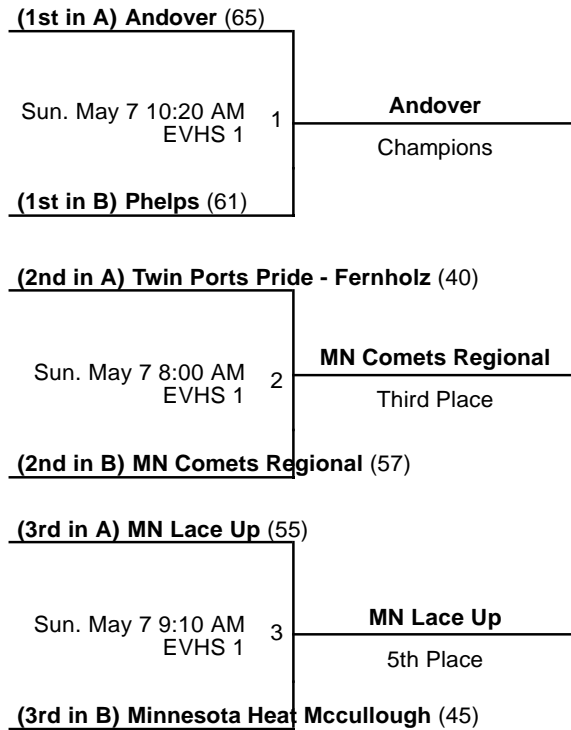 (1st in A) Andover (65)
Sun. May 7 10:20 AM
EVHS 1
1
Andover
Champions
(1st in B) Phelps (61)
(2nd in A) Twin Ports Pride - Fernholz (40)
Sun. May 7 8:00 AM
EVHS 1
2
MN Comets Regional
Third Place
(2nd in B) MN Comets Regional (57)
(3rd in A) MN Lace Up (55)
Sun. May 7 9:10 AM
EVHS 1
3
MN Lace Up
5th Place
(3rd in B) Minnesota Heat Mccullough (45)